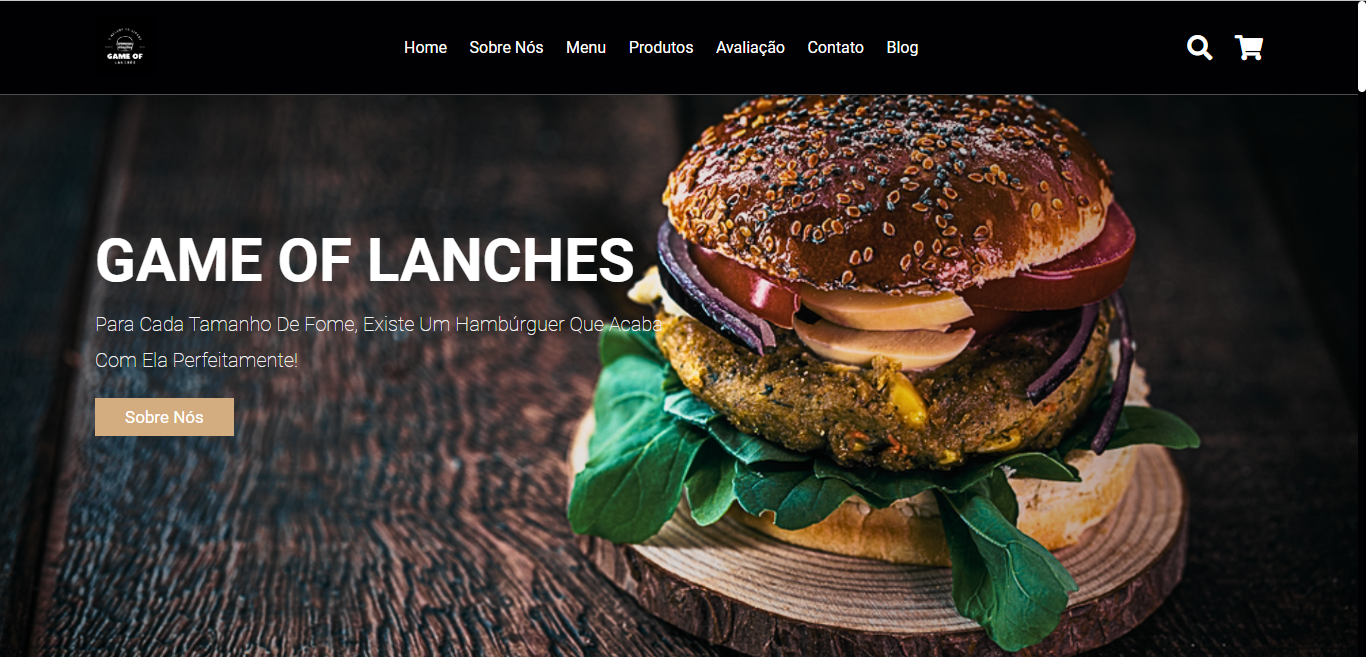 GAME OF
LANCHES
Home Sobre Nós Menu Produtos Avaliação Contato Blog
GAME OF LANCHES
Para Cada Tamanho De Fome, Existe Um Hambúrguer Que Acaba
Com Ela Perfeitamente!
Sobre Nós